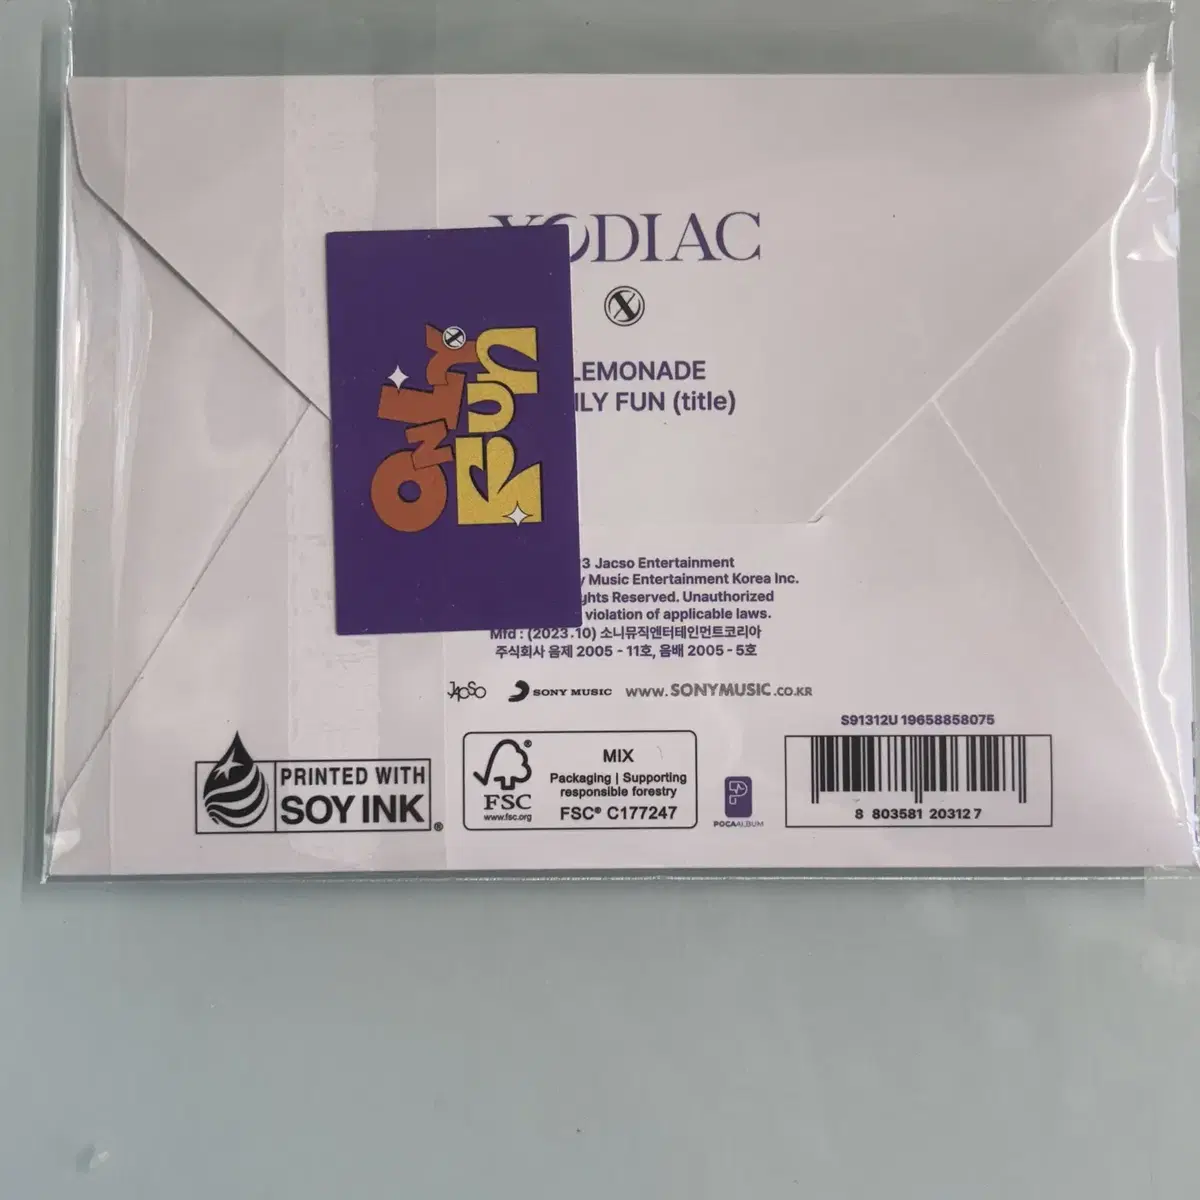 XODIAC
X
LEMONADE
NLY FUN (title)
ONLY
FUN
3 Jacso Entertainment
y Music Entertainment Korea Inc.
ghts Reserved. Unauthorized
violation of applicable laws.
Mfd : (2023.10) 소니뮤직엔터테인먼트코리아
주식회사 음제 2005 - 11호, 음배 2005 - 5호
JACSO SONY MUSIC WWW.SONYMUSIC.CO.KR
S91312U 19658858075
PRINTED WITH
SOY INK®
FSC®
www.fsc.org
MIX
Packaging | Supporting
responsible forestry
FSC® C177247
POCAALBUM
8 803581 203127